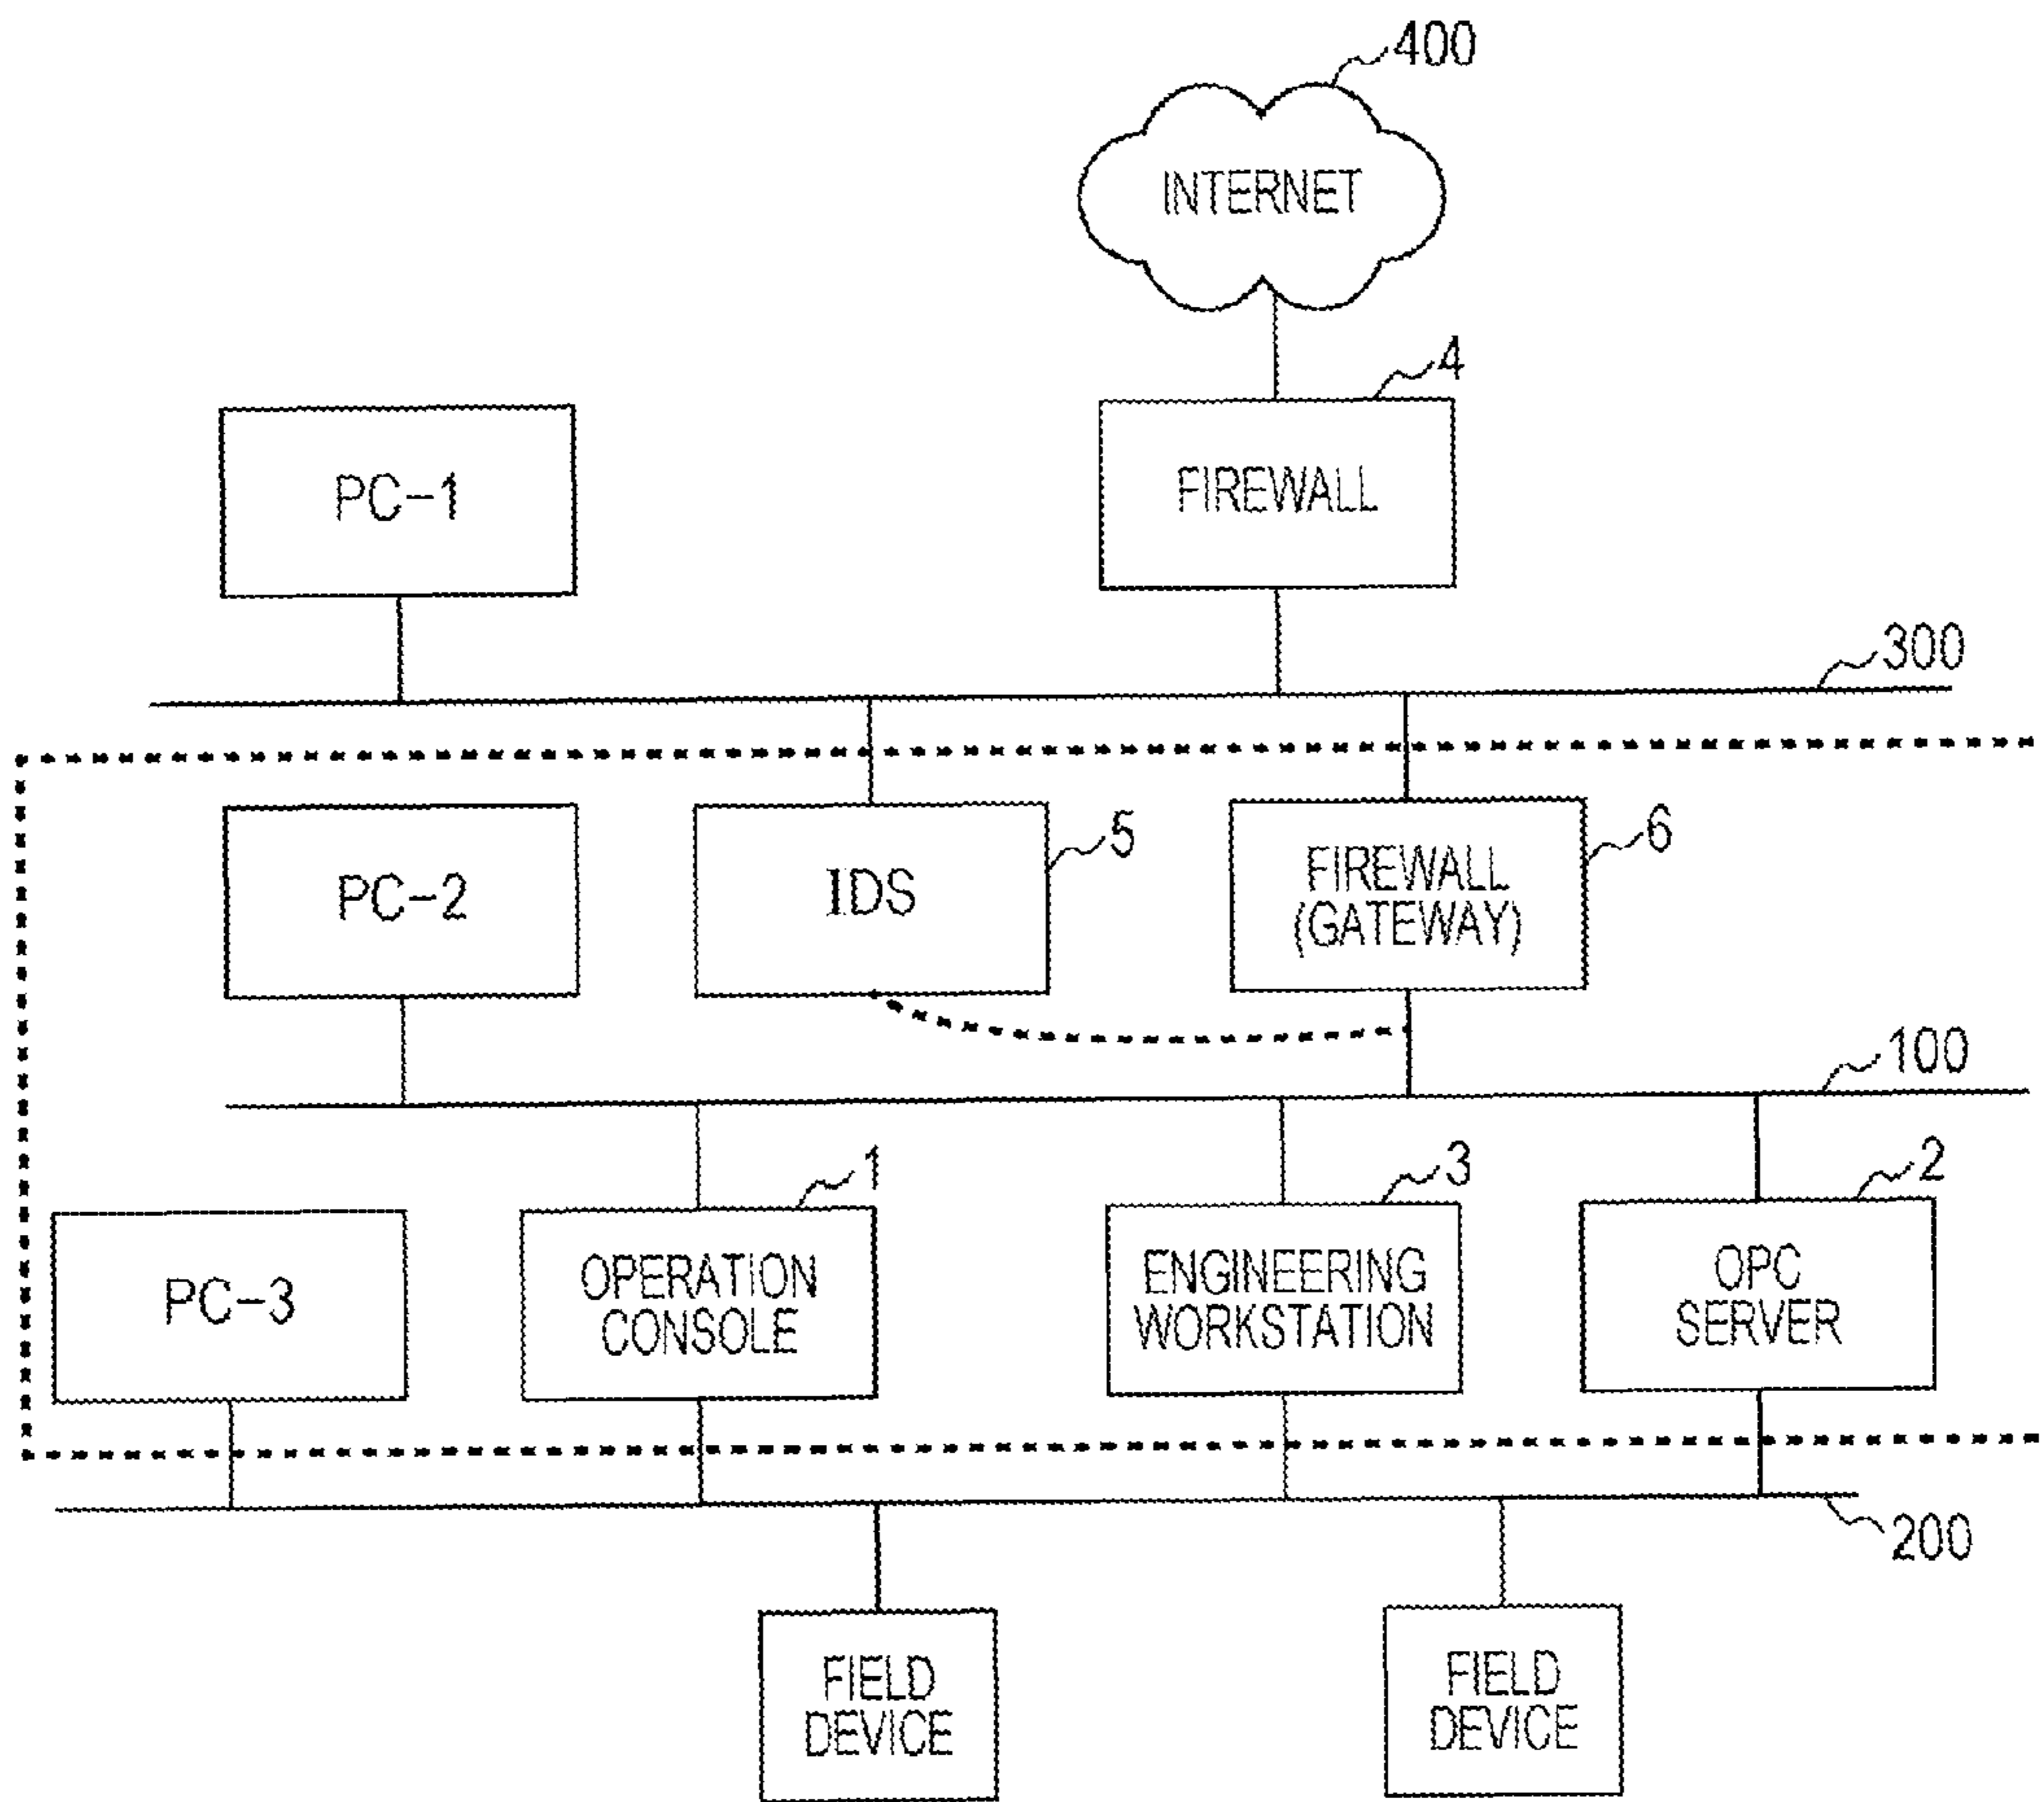 400
INTERNET
4
PC-1
FIREWALL
300
PC-2
IDS
5
FIREWALL
(GATEWAY)
6
100
1
3
2
PC-3
OPERATION
CONSOLE
ENGINEERING
WORKSTATION
OPC
SERVER
200
FIELD
DEVICE
FIELD
DEVICE